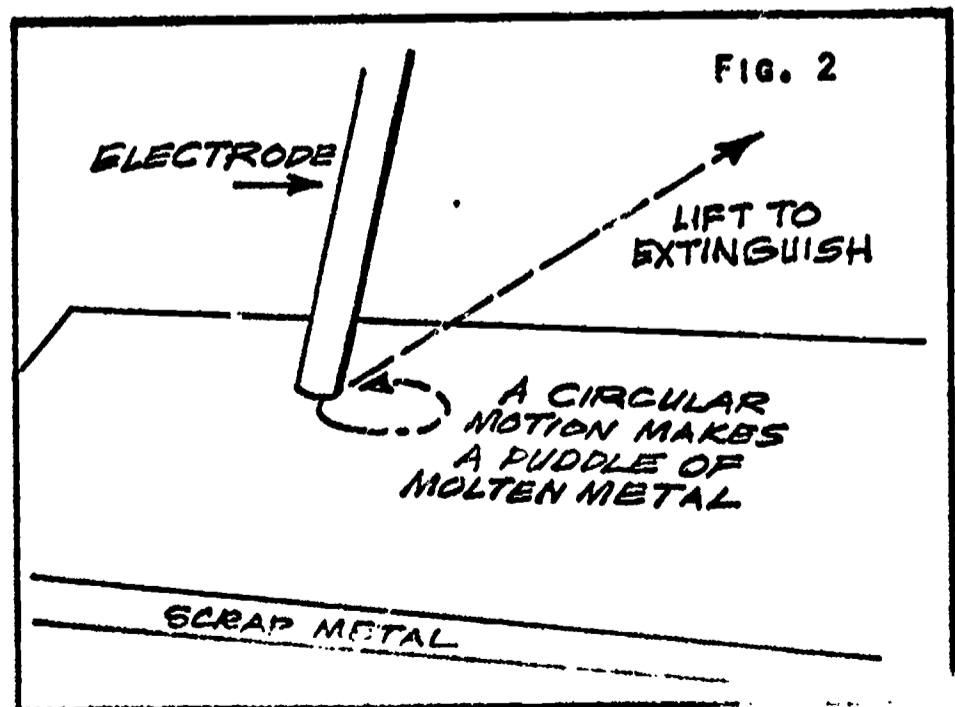 FIG. 2
ELECTRODE
LIFT TO
EXTINGUISH
A CIRCULAR
MOTION MAKES
A PUDDLE OF
MOLTEN METAL
SCRAP METAL